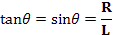 tanθ = sinθ = R/L